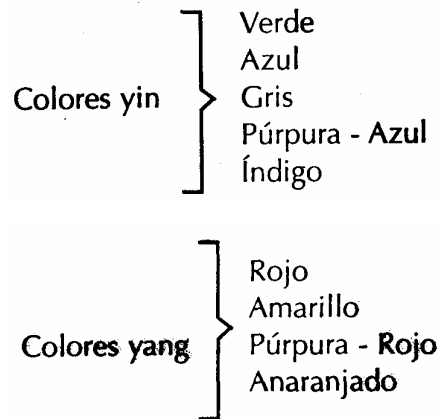 Verde
Azul
Colores yin
Gris
Púrpura - Azul
Índigo
Rojo
Amarillo
Colores yang
Púrpura - Rojo
Anaranjado